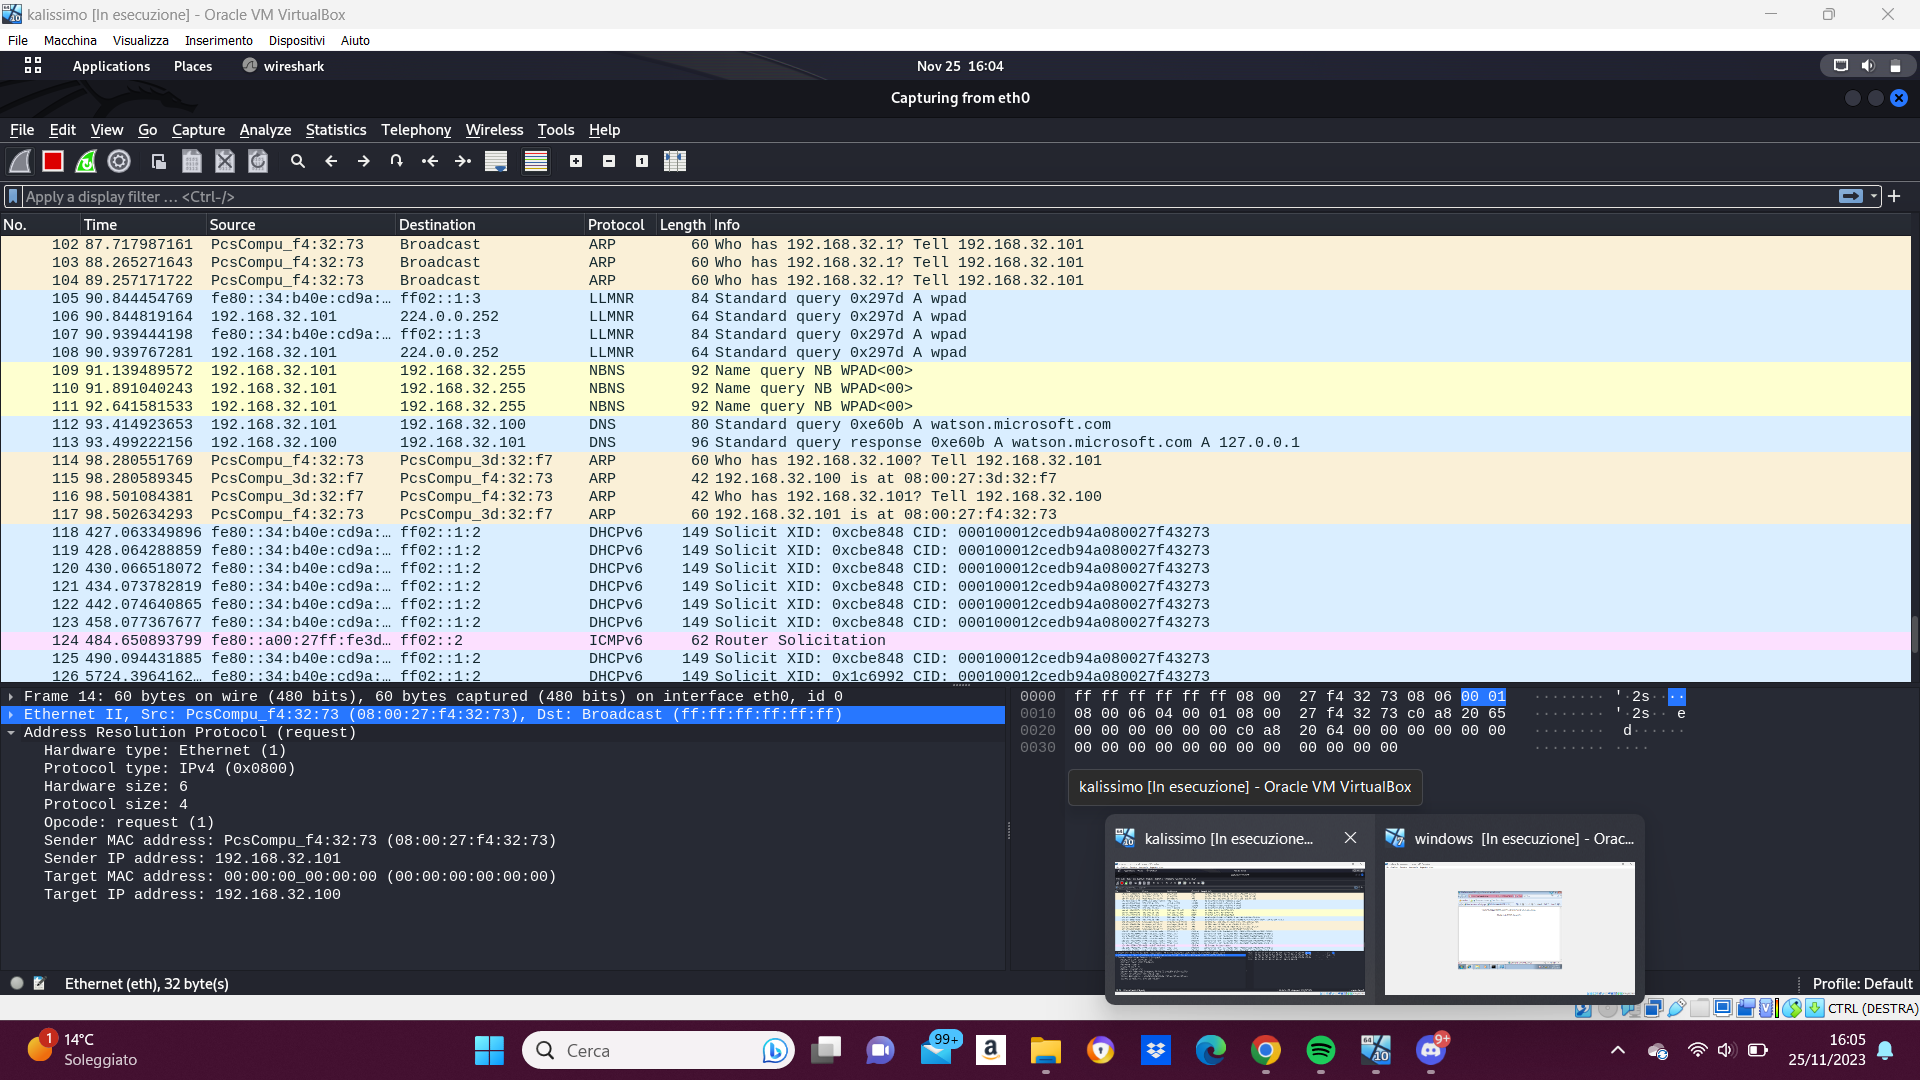 kalissimo [In esecuzione] - Oracle VM VirtualBox
File Macchina Visualizza Inserimento Dispositivi Aiuto
Applications Places wireshark Nov 25 16:04
Capturing from eth0
File Edit View Go Capture Analyze Statistics Telephony Wireless Tools Help
Apply a display filter … <Ctrl-/>
No. Time Source Destination Protocol Length Info
102 87.717987161 PcsCompu_f4:32:73 Broadcast ARP 60 Who has 192.168.32.1? Tell 192.168.32.101
103 88.265271643 PcsCompu_f4:32:73 Broadcast ARP 60 Who has 192.168.32.1? Tell 192.168.32.101
104 89.257171722 PcsCompu_f4:32:73 Broadcast ARP 60 Who has 192.168.32.1? Tell 192.168.32.101
105 90.844454769 fe80::34:b40e:cd9a:… ff02::1:3 LLMNR 84 Standard query 0x297d A wpad
106 90.844819164 192.168.32.101 224.0.0.252 LLMNR 64 Standard query 0x297d A wpad
107 90.939444198 fe80::34:b40e:cd9a:… ff02::1:3 LLMNR 84 Standard query 0x297d A wpad
108 90.939767281 192.168.32.101 224.0.0.252 LLMNR 64 Standard query 0x297d A wpad
109 91.139489572 192.168.32.101 192.168.32.255 NBNS 92 Name query NB WPAD<00>
110 91.891040243 192.168.32.101 192.168.32.255 NBNS 92 Name query NB WPAD<00>
111 92.641581533 192.168.32.101 192.168.32.255 NBNS 92 Name query NB WPAD<00>
112 93.414923653 192.168.32.101 192.168.32.100 DNS 80 Standard query 0xe60b A watson.microsoft.com
113 93.499222156 192.168.32.100 192.168.32.101 DNS 96 Standard query response 0xe60b A watson.microsoft.com A 127.0.0.1
114 98.280551769 PcsCompu_f4:32:73 PcsCompu_3d:32:f7 ARP 60 Who has 192.168.32.100? Tell 192.168.32.101
115 98.280589345 PcsCompu_3d:32:f7 PcsCompu_f4:32:73 ARP 42 192.168.32.100 is at 08:00:27:3d:32:f7
116 98.501084381 PcsCompu_3d:32:f7 PcsCompu_f4:32:73 ARP 42 Who has 192.168.32.101? Tell 192.168.32.100
117 98.502634293 PcsCompu_f4:32:73 PcsCompu_3d:32:f7 ARP 60 192.168.32.101 is at 08:00:27:f4:32:73
118 427.063349896 fe80::34:b40e:cd9a:… ff02::1:2 DHCPv6 149 Solicit XID: 0xcbe848 CID: 000100012cedb94a080027f43273
119 428.064288859 fe80::34:b40e:cd9a:… ff02::1:2 DHCPv6 149 Solicit XID: 0xcbe848 CID: 000100012cedb94a080027f43273
120 430.066518072 fe80::34:b40e:cd9a:… ff02::1:2 DHCPv6 149 Solicit XID: 0xcbe848 CID: 000100012cedb94a080027f43273
121 434.073782819 fe80::34:b40e:cd9a:… ff02::1:2 DHCPv6 149 Solicit XID: 0xcbe848 CID: 000100012cedb94a080027f43273
122 442.074640865 fe80::34:b40e:cd9a:… ff02::1:2 DHCPv6 149 Solicit XID: 0xcbe848 CID: 000100012cedb94a080027f43273
123 458.077367677 fe80::34:b40e:cd9a:… ff02::1:2 DHCPv6 149 Solicit XID: 0xcbe848 CID: 000100012cedb94a080027f43273
124 484.650893799 fe80::a00:27ff:fe3d… ff02::2 ICMPv6 62 Router Solicitation
125 490.094431885 fe80::34:b40e:cd9a:… ff02::1:2 DHCPv6 149 Solicit XID: 0xcbe848 CID: 000100012cedb94a080027f43273
126 5724.3964162… fe80::34:b40e:cd9a:… ff02::1:2 DHCPv6 149 Solicit XID: 0x1c6992 CID: 000100012cedb94a080027f43273
Frame 14: 60 bytes on wire (480 bits), 60 bytes captured (480 bits) on interface eth0, id 0
Ethernet II, Src: PcsCompu_f4:32:73 (08:00:27:f4:32:73), Dst: Broadcast (ff:ff:ff:ff:ff:ff)
Address Resolution Protocol (request)
Hardware type: Ethernet (1)
Protocol type: IPv4 (0x0800)
Hardware size: 6
Protocol size: 4
Opcode: request (1)
Sender MAC address: PcsCompu_f4:32:73 (08:00:27:f4:32:73)
Sender IP address: 192.168.32.101
Target MAC address: 00:00:00_00:00:00 (00:00:00:00:00:00)
Target IP address: 192.168.32.100
0000 ff ff ff ff ff ff 08 00 27 f4 32 73 08 06 00 01 ········ '·2s····
0010 08 00 06 04 00 01 08 00 27 f4 32 73 c0 a8 20 65 ········ '·2s·· e
0020 00 00 00 00 00 00 c0 a8 20 64 00 00 00 00 00 00 ········ d······
0030 00 00 00 00 00 00 00 00 00 00 00 00 ········ ····
kalissimo [In esecuzione] - Oracle VM VirtualBox
kalissimo [In esecuzione...
windows [In esecuzione] - Orac...
Ethernet (eth), 32 byte(s)
Profile: Default
CTRL (DESTRA)
1
14°C
Soleggiato
Cerca
99+
9+
16:05
25/11/2023